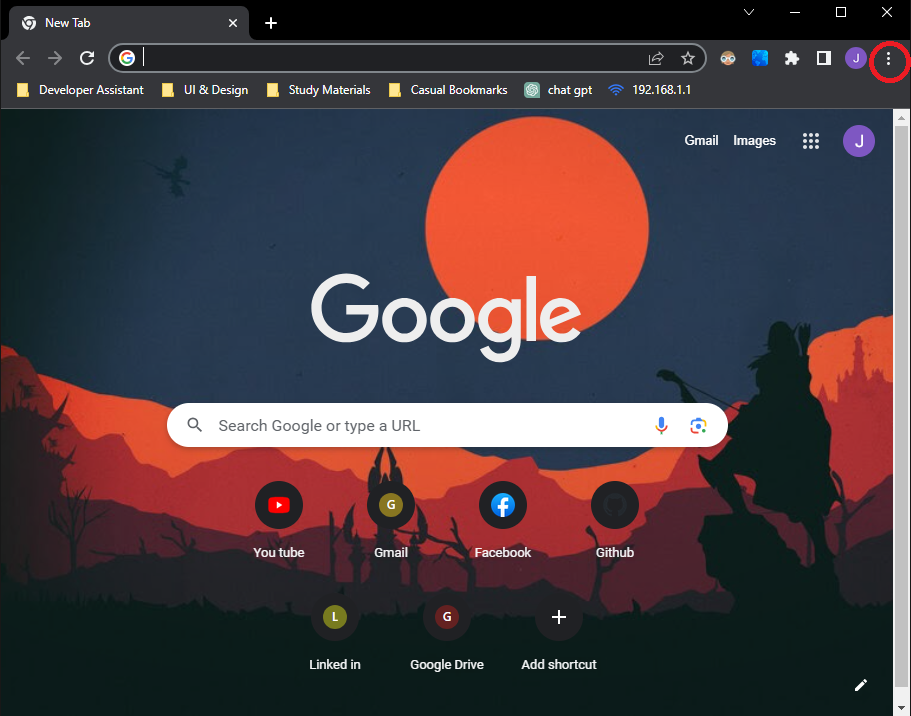 New Tab
J
Developer Assistant
UI & Design
Study Materials
Casual Bookmarks
chat gpt
192.168.1.1
Gmail
Images
J
Google
Search Google or type a URL
G
You tube
Gmail
Facebook
Github
L
G
Linked in
Google Drive
Add shortcut